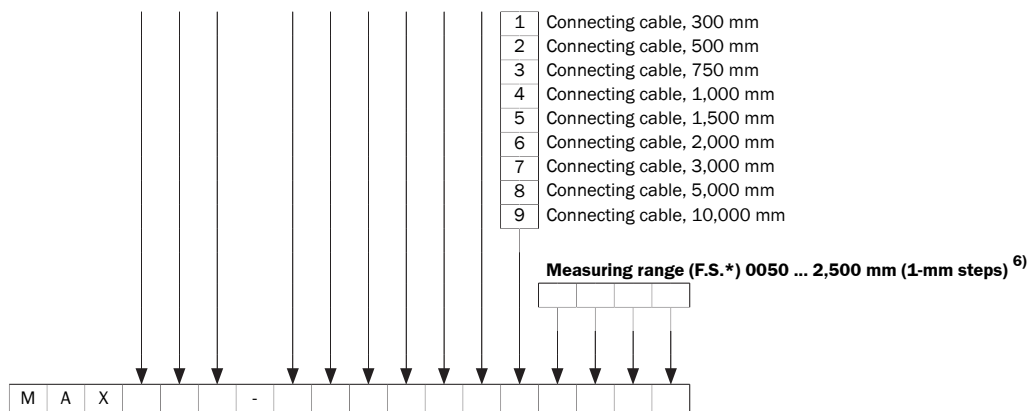 1 Connecting cable, 300 mm
2 Connecting cable, 500 mm
3 Connecting cable, 750 mm
4 Connecting cable, 1,000 mm
5 Connecting cable, 1,500 mm
6 Connecting cable, 2,000 mm
7 Connecting cable, 3,000 mm
8 Connecting cable, 5,000 mm
9 Connecting cable, 10,000 mm
Measuring range (F.S.*) 0050 ... 2,500 mm (1-mm steps) 6)
M A X -